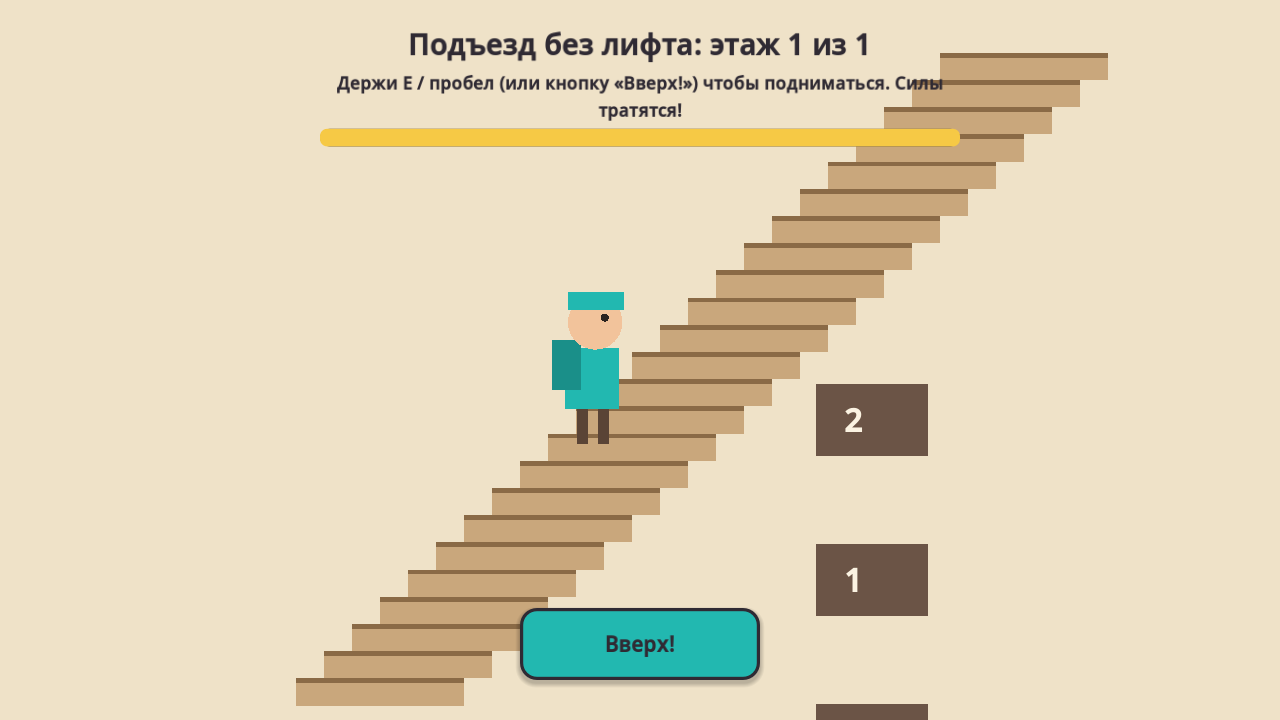 Подъезд без лифта: этаж 1 из 1
Держи E / пробел (или кнопку «Вверх!») чтобы подниматься. Силы
тратятся!
2
1
Вверх!